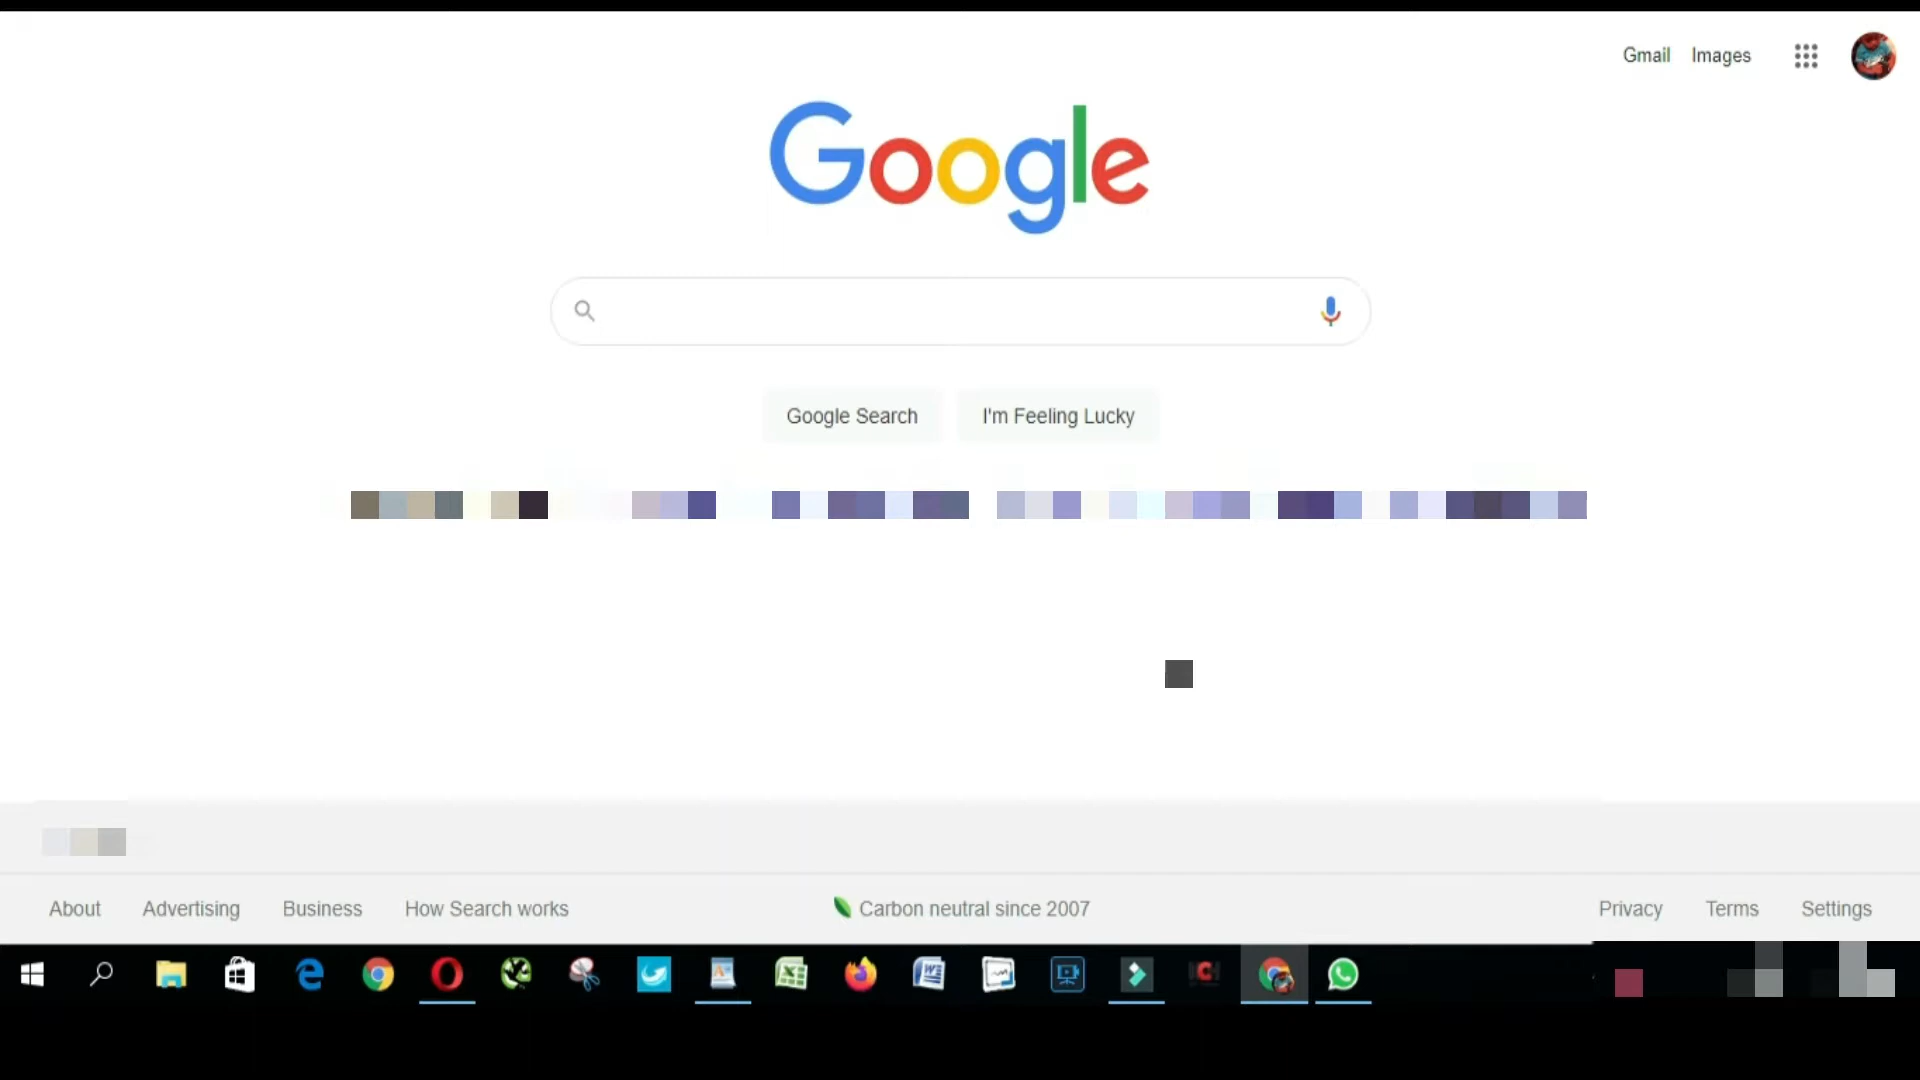 Gmail Images
Google
Google Search I'm Feeling Lucky
About Advertising Business How Search works Carbon neutral since 2007 Privacy Terms Settings